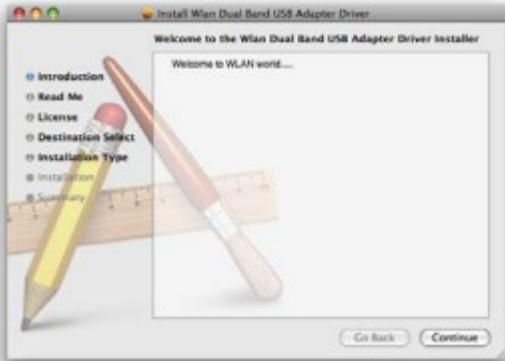 Install Wlan Dual Band USB Adapter Driver
Welcome to the Wlan Dual Band USB Adapter Driver Installer
Welcome to WLAN world....
Introduction
Read Me
License
Destination Select
Installation Type
Installation
Summary
Go Back
Continue